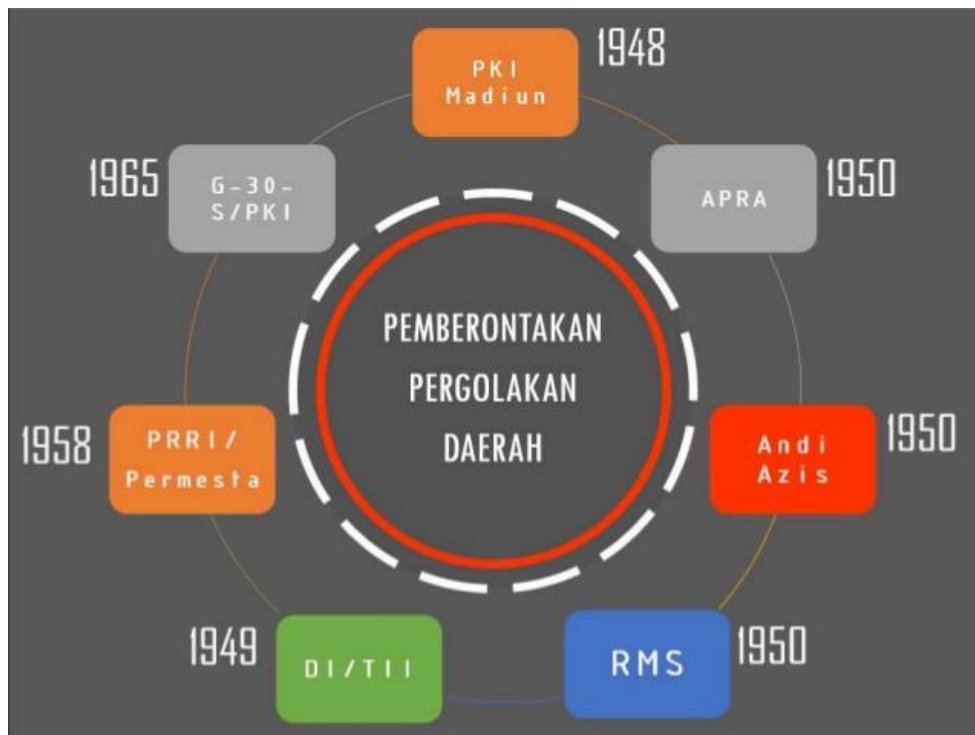 PKI
Madiun
1948
1965
G-30-
S/PKI
APRA
1950
PEMBERONTAKAN
PERGOLAKAN
DAERAH
1958
PRRI/
Permesta
Andi
Azis
1950
1949
DI/TII
RMS
1950